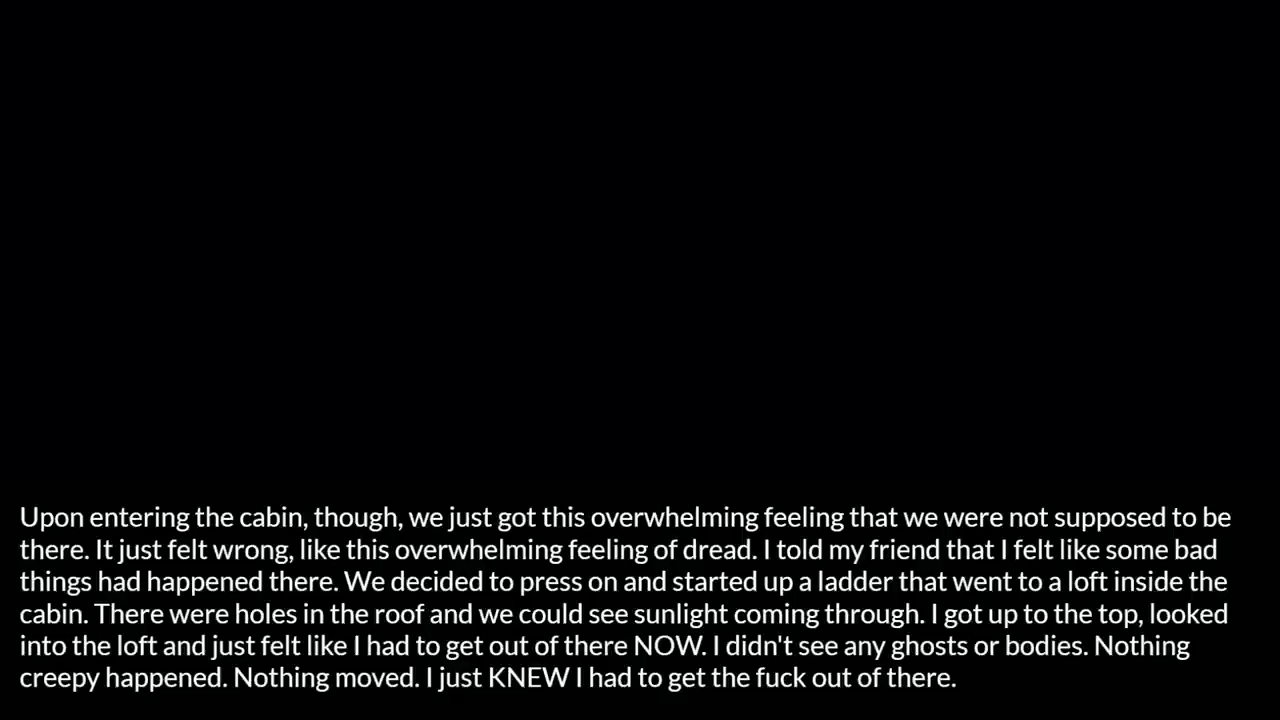 Upon entering the cabin, though, we just got this overwhelming feeling that we were not supposed to be
there. It just felt wrong, like this overwhelming feeling of dread. I told my friend that I felt like some bad
things had happened there. We decided to press on and started up a ladder that went to a loft inside the
cabin. There were holes in the roof and we could see sunlight coming through. I got up to the top, looked
into the loft and just felt like I had to get out of there NOW. I didn't see any ghosts or bodies. Nothing
creepy happened. Nothing moved. I just KNEW I had to get the fuck out of there.